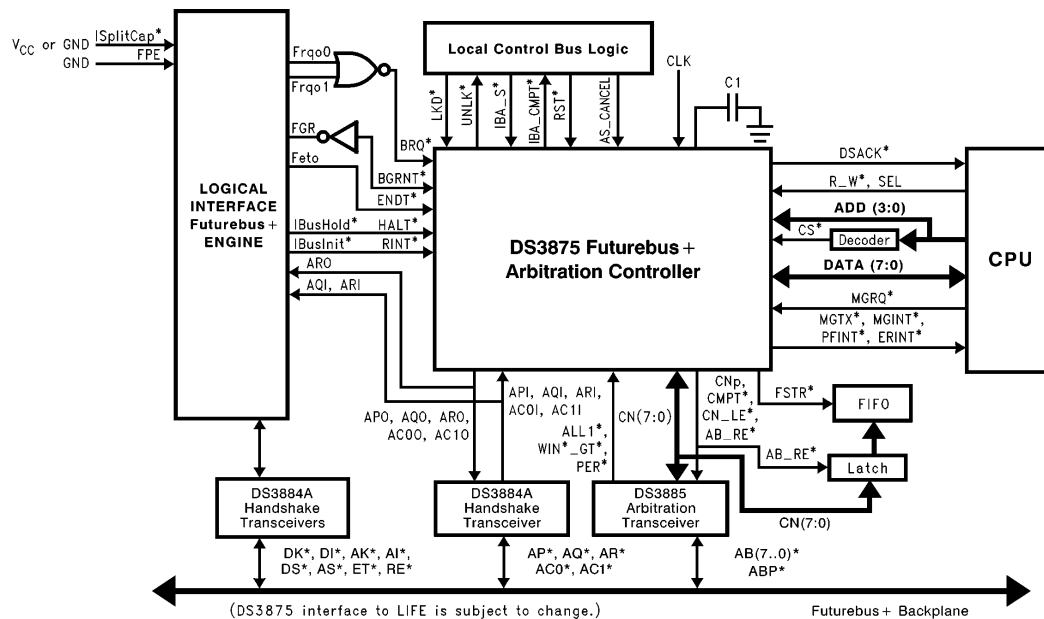 V_CC or GND
ISplitCap*
GND
FPE
Frqo0
Frqo1
FGR
Feto
LOGICAL
INTERFACE
Futurebus+
ENGINE
IBusHold*
IBusInit*
ARO
AQI, ARI
BRQ*
BGRNT*
ENDT*
HALT*
RINT*
Local Control Bus Logic
LKD*
UNLK*
IBA_S*
IBA_CMPT*
RST*
AS_CANCEL
CLK
C1
DS3875 Futurebus+
Arbitration Controller
DSACK*
R_W*, SEL
ADD (3:0)
CS*
Decoder
DATA (7:0)
MGRQ*
MGTX*, MGINT*,
PFINT*, ERINT*
CPU
APO, AQO, ARO,
ACOO, AC1O
API, AQI, ARI,
ACOI, AC1I
ALL1*,
WIN*_GT*,
PER*
CN(7:0)
CNp,
CMPT*,
CN_LE*,
AB_RE*
FSTR*
FIFO
AB_RE*
Latch
CN(7:0)
DS3884A
Handshake
Transceivers
DS3884A
Handshake
Transceiver
DS3885
Arbitration
Transceiver
DK*, DI*, AK*, AI*,
DS*, AS*, ET*, RE*
AP*, AQ*, AR*
AC0*, AC1*
AB(7..0)*
ABP*
(DS3875 interface to LIFE is subject to change.)
Futurebus+ Backplane